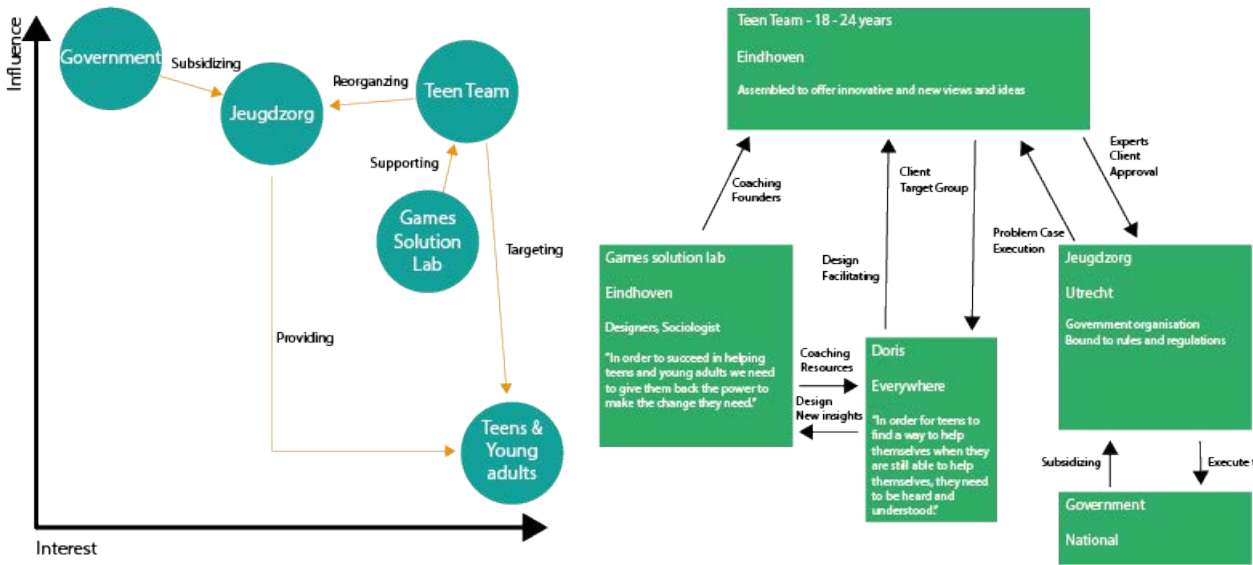 Influence
Government
Subsidizing
Jeugdzorg
Reorganzing
Teen Team
Supporting
Games
Solution
Lab
Targeting
Providing
Teens &
Young
adults
Interest
Teen Team - 18 - 24 years
Eindhoven
Assembled to offer innovative and new views and ideas
Coaching
Founders
Client
Target Group
Experts
Client
Approval
Design
Facilitating
Problem Case
Execution
Games solution lab
Eindhoven
Designers, Sociologist
"In order to succeed in helping
teens and young adults we need
to give them back the power to
make the change they need."
Coaching
Resources
Design
New insights
Doris
Everywhere
"In order for teens to
find a way to help
themselves when they
are still able to help
themselves, they need
to be heard and
understood."
Jeugdzorg
Utrecht
Government organisation
Bound to rules and regulations
Subsidizing
Execute
Government
National